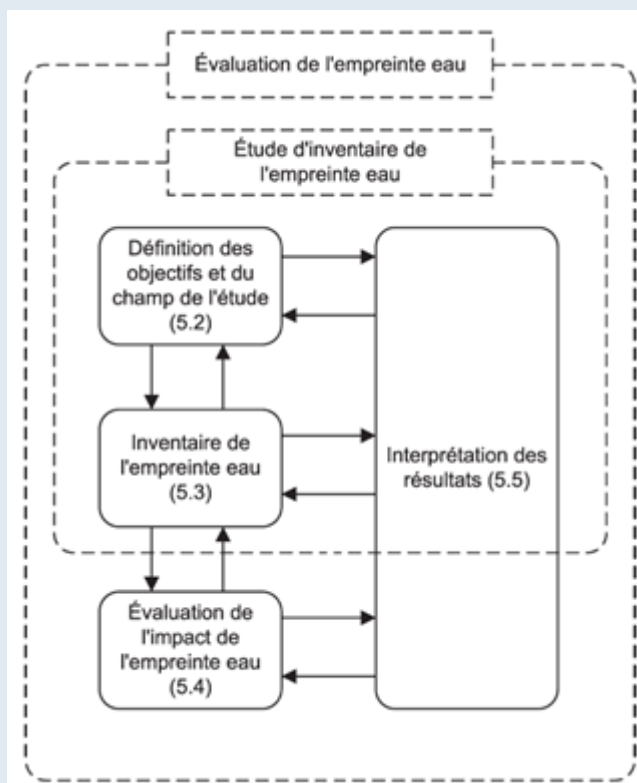 Évaluation de l'empreinte eau
Étude d'inventaire de
l'empreinte eau
Définition des
objectifs et du
champ de l'étude
(5.2)
Inventaire de
l'empreinte eau
(5.3)
Interprétation des
résultats (5.5)
Évaluation de
l'impact de
l'empreinte eau
(5.4)